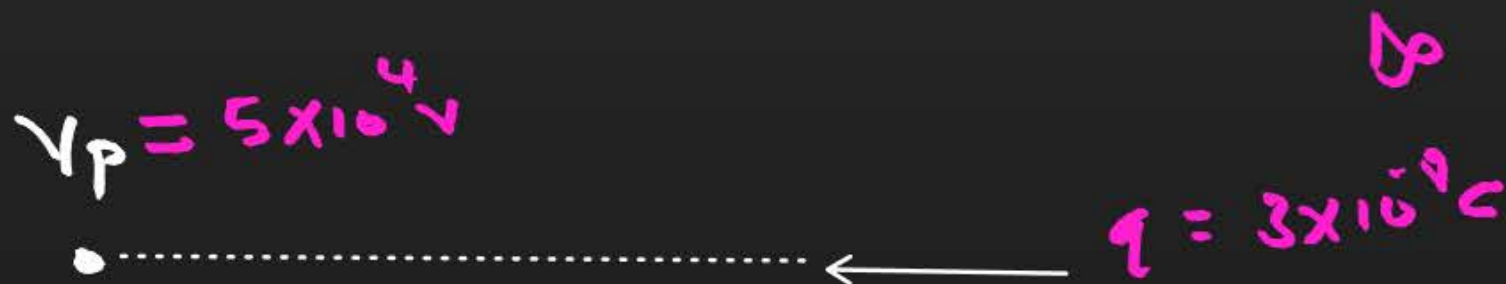 ∞
Vp = 5×10⁴ V
q = 3×10⁻⁹ C